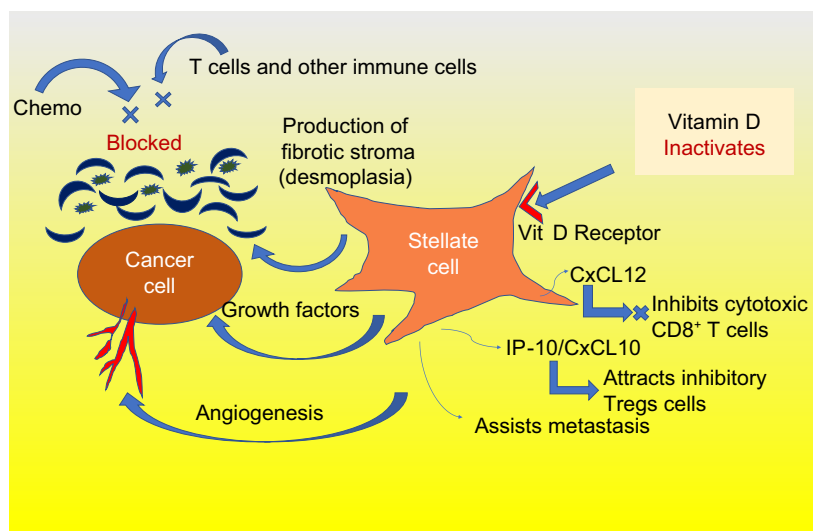 T cells and other immune cells
Chemo
Blocked
Production of
fibrotic stroma
(desmoplasia)
Vitamin D
Inactivates
Vit D Receptor
Stellate
cell
Cancer
cell
CxCL12
Inhibits cytotoxic
CD8⁺ T cells
Growth factors
IP-10/CxCL10
Attracts inhibitory
Tregs cells
Angiogenesis
Assists metastasis